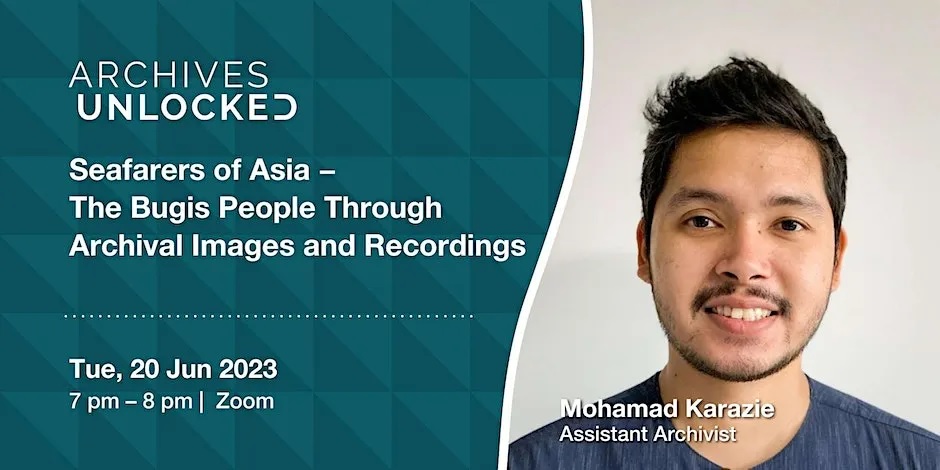 ARCHIVES
UNLOCKED
Seafarers of Asia –
The Bugis People Through
Archival Images and Recordings
Tue, 20 Jun 2023
7 pm – 8 pm | Zoom
Mohamad Karazie
Assistant Archivist